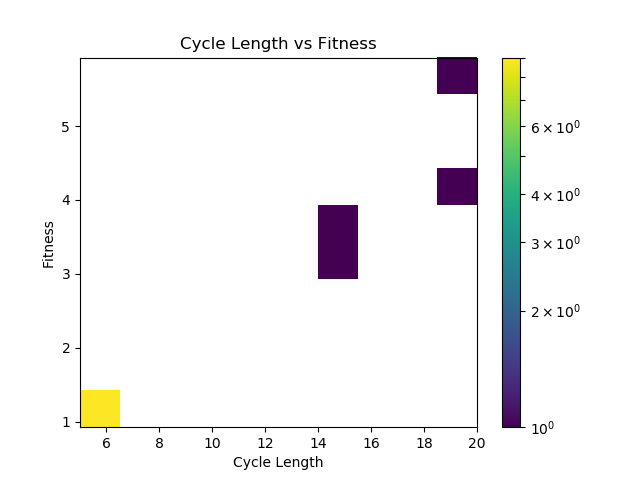 Cycle Length vs Fitness
Fitness
5
4
3
2
1
6 8 10 12 14 16 18 20
Cycle Length
6 × 10⁰
4 × 10⁰
3 × 10⁰
2 × 10⁰
10⁰